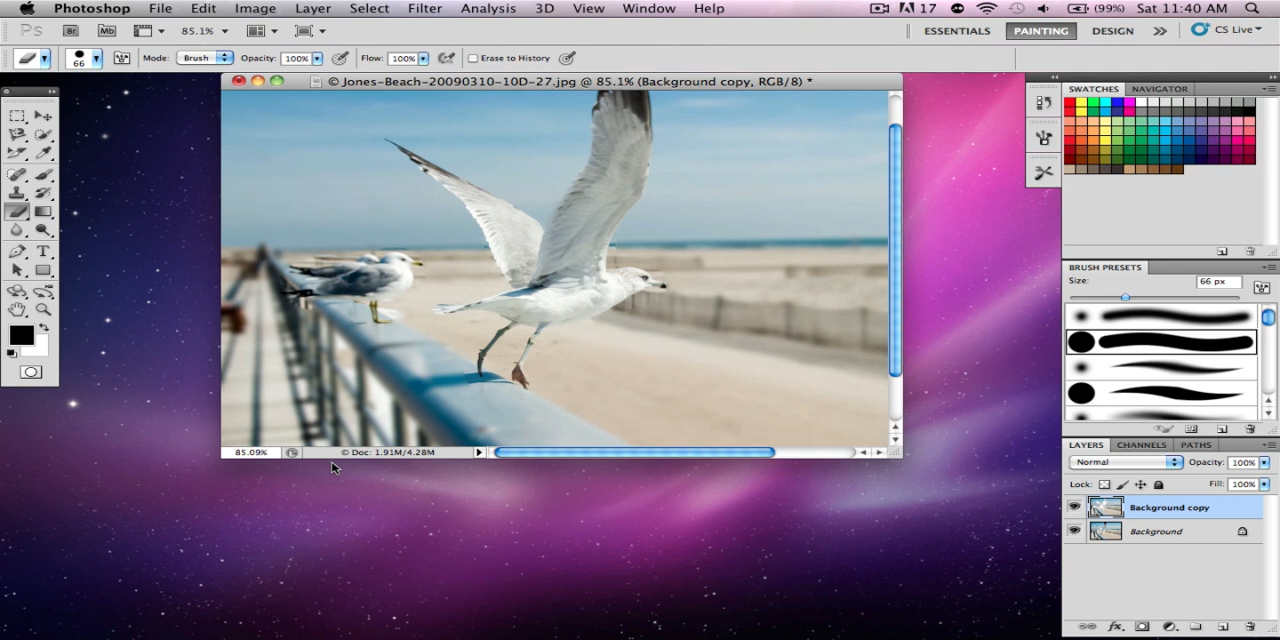 Photoshop File Edit Image Layer Select Filter Analysis 3D View Window Help 17 (99%) Sat 11:40 AM
Ps Br Mb 85.1% ESSENTIALS PAINTING DESIGN CS Live
66 Mode: Brush Opacity: 100% Flow: 100% Erase to History
© Jones-Beach-20090310-10D-27.jpg @ 85.1% (Background copy, RGB/8) *
SWATCHES NAVIGATOR
BRUSH PRESETS
Size: 66 px
85.09% © Doc: 1.91M/4.28M
LAYERS CHANNELS PATHS
Normal Opacity: 100%
Lock: Fill: 100%
Background copy
Background